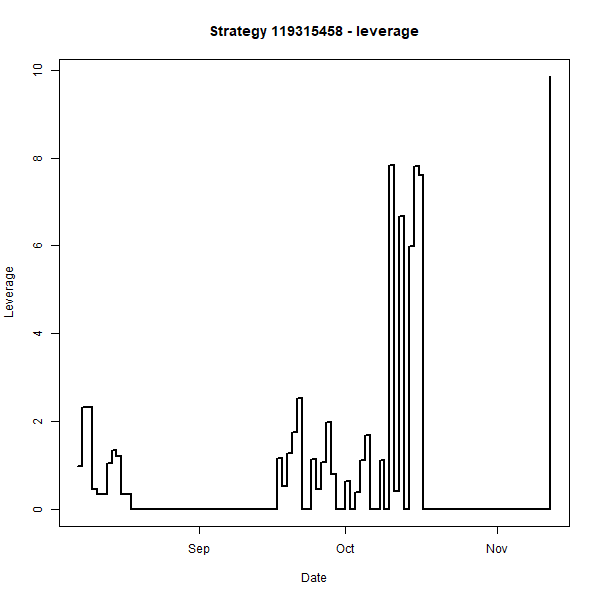 Strategy 119315458 - leverage
10
8
6
4
2
0
Leverage
Sep
Oct
Nov
Date